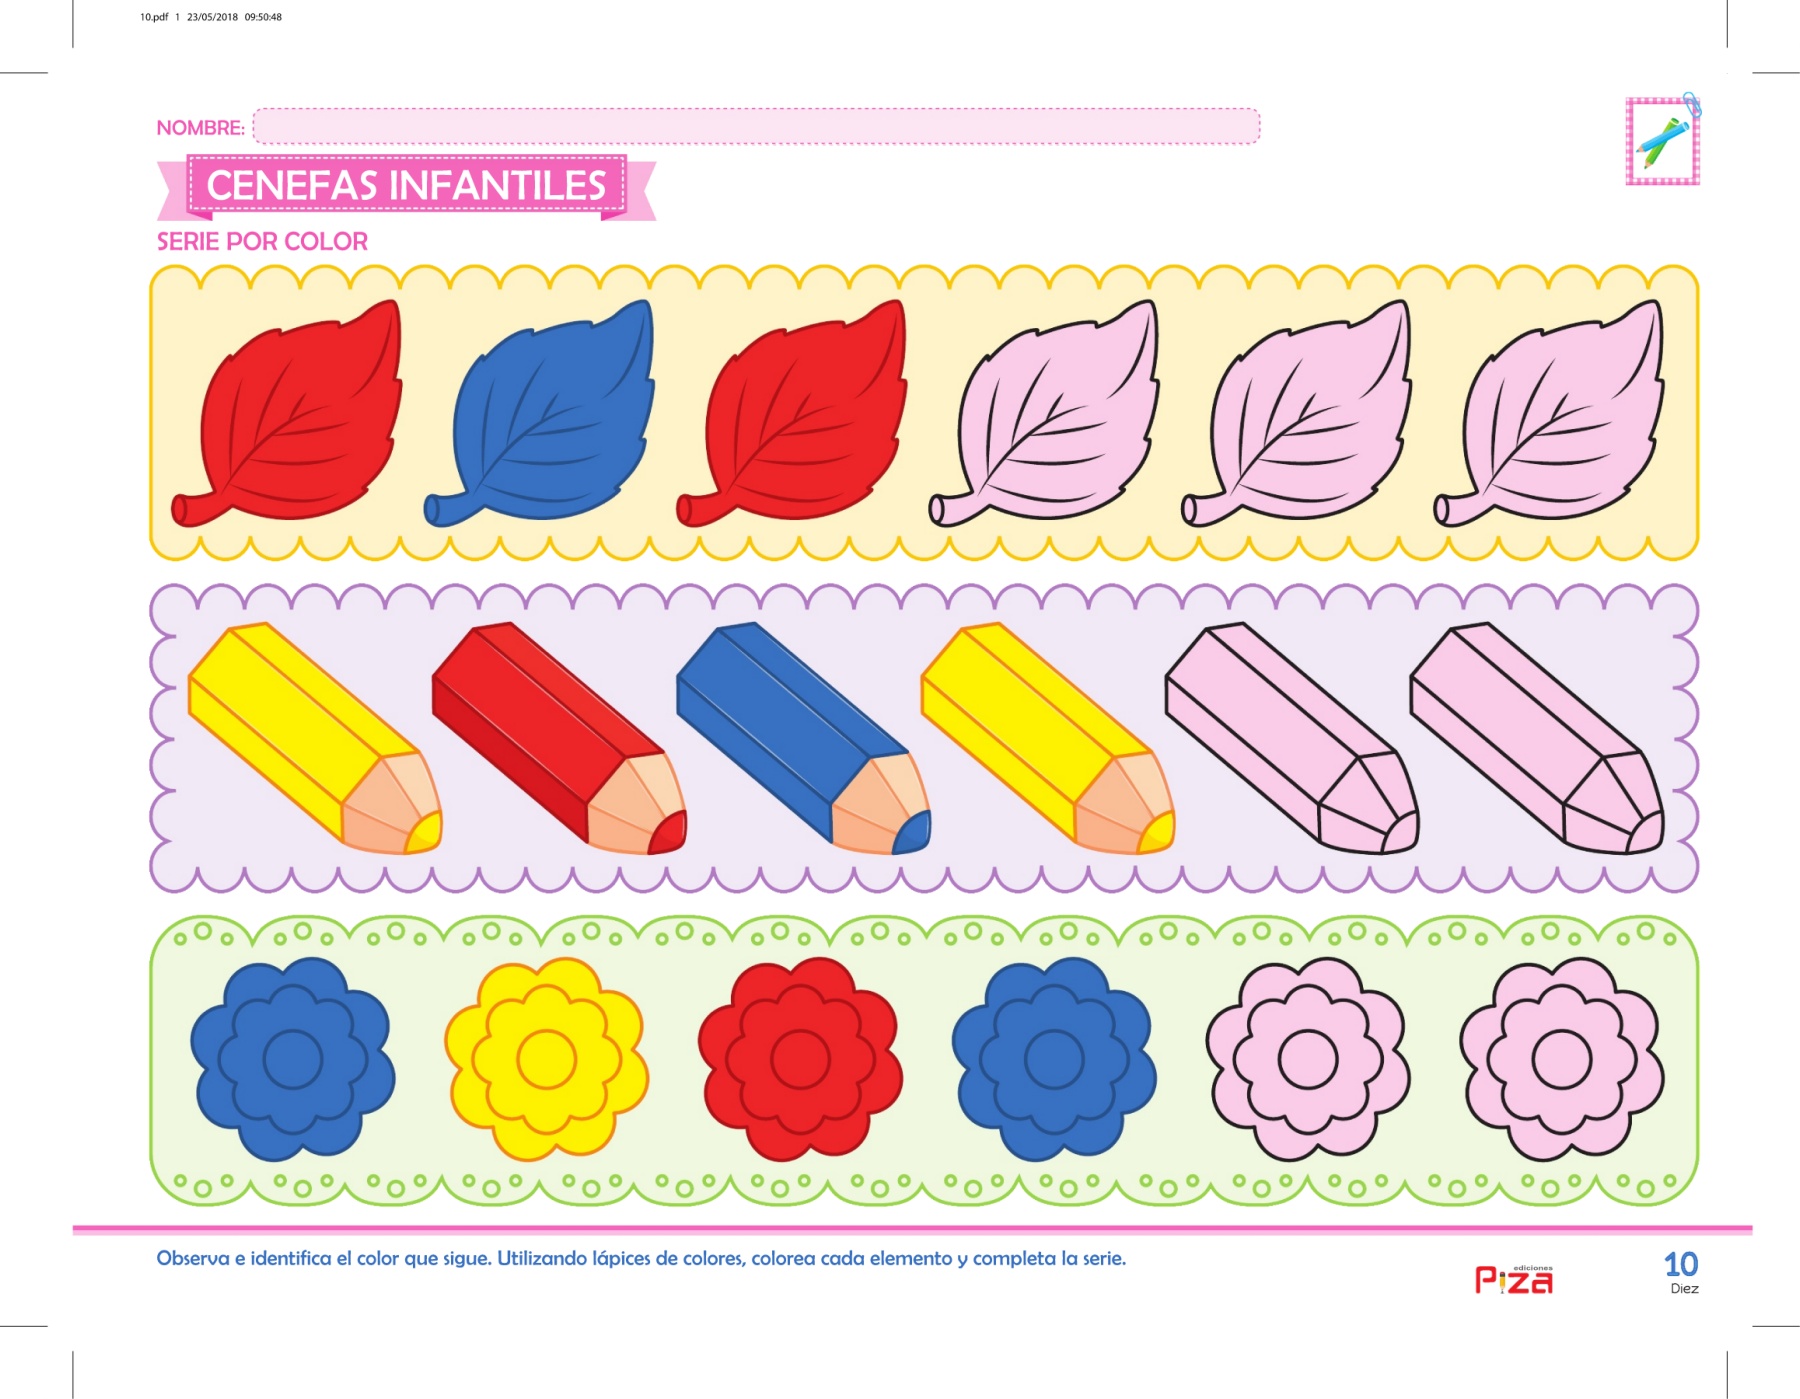 10.pdf 1 23/05/2018 09:50:48
NOMBRE:
CENEFAS INFANTILES
SERIE POR COLOR
Observa e identifica el color que sigue. Utilizando lápices de colores, colorea cada elemento y completa la serie.
ediciones
Piza
10
Diez